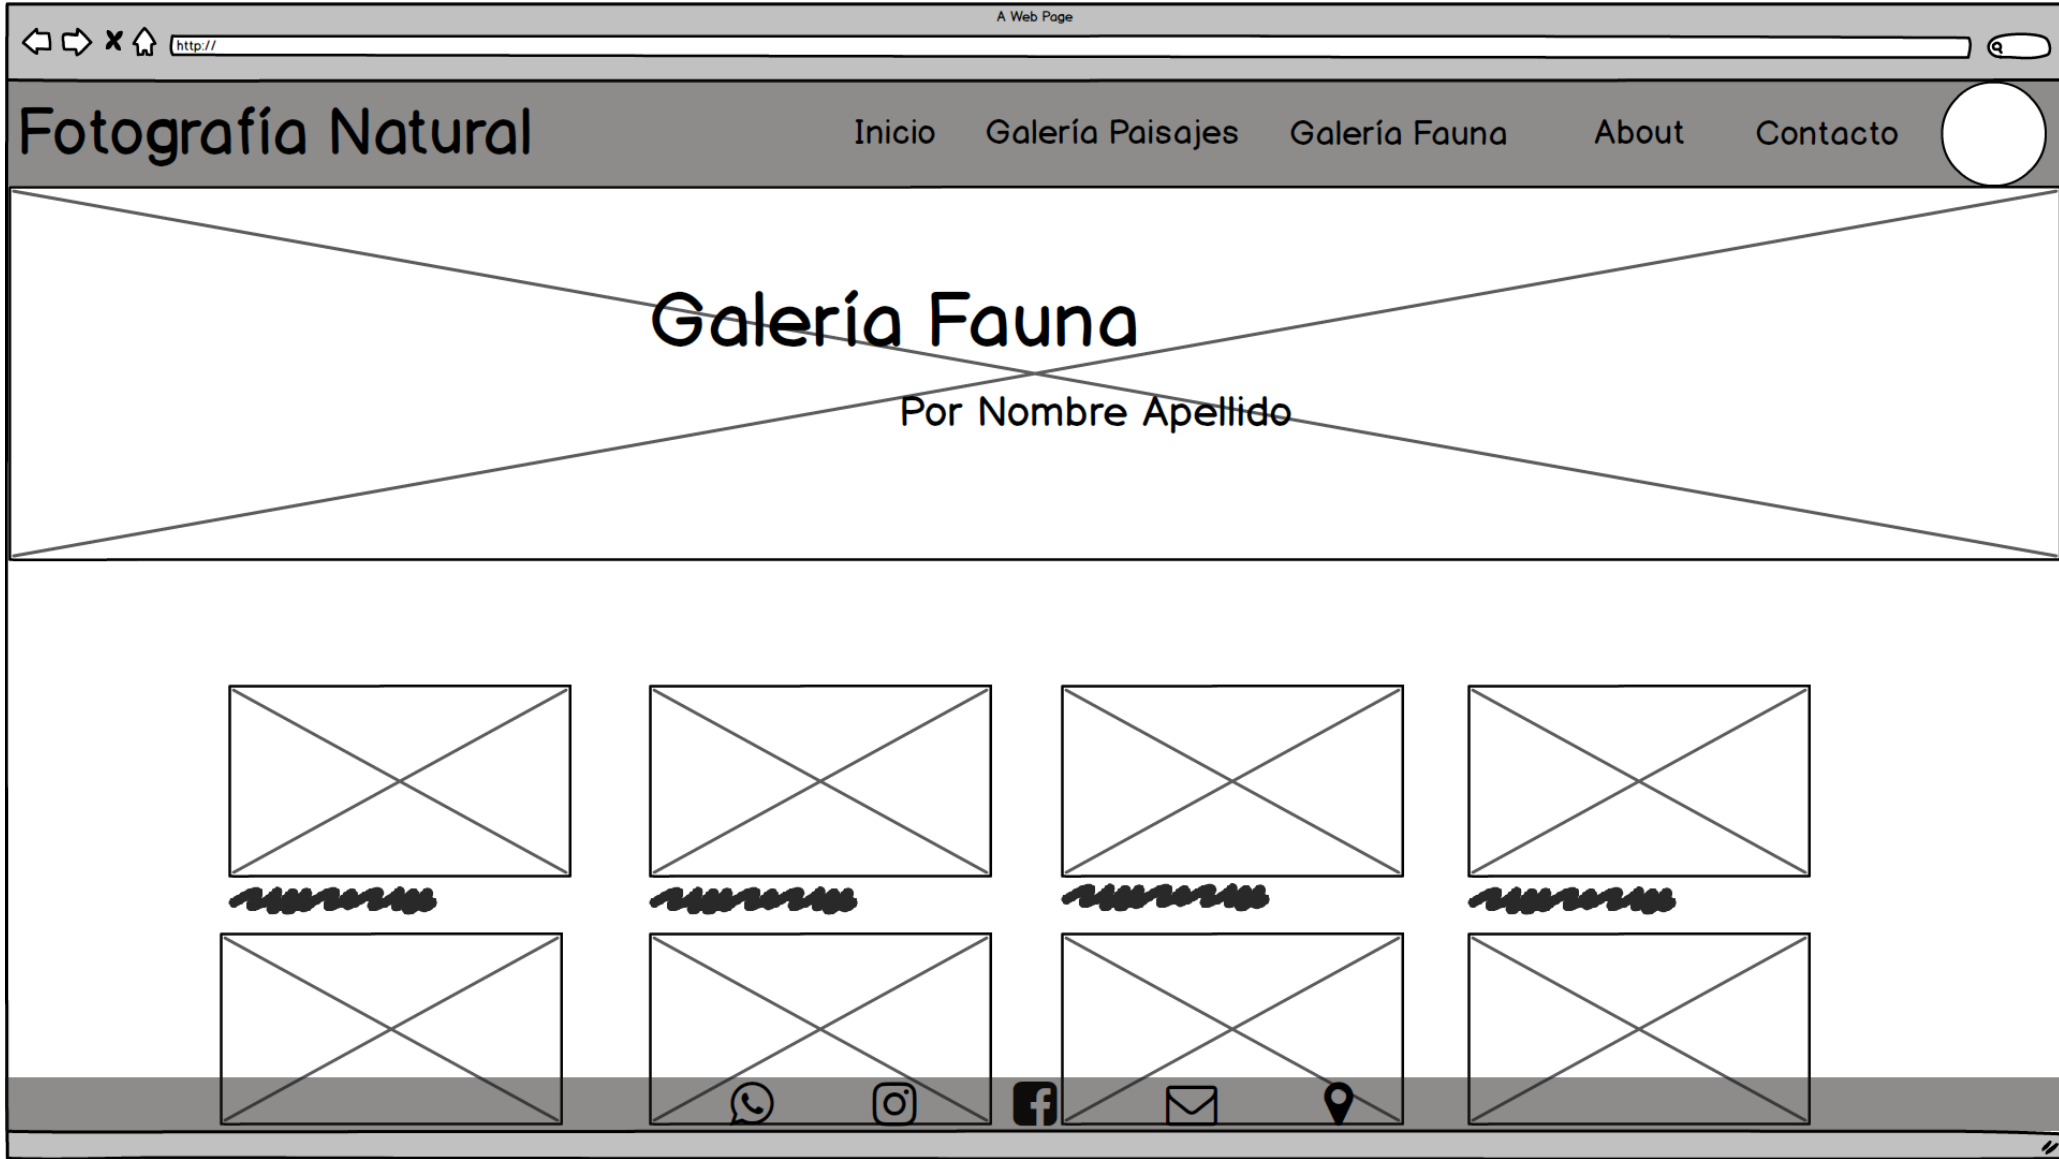 A Web Page
http://
Fotografía Natural
Inicio Galería Paisajes Galería Fauna About Contacto
Galería Fauna
Por Nombre Apellido